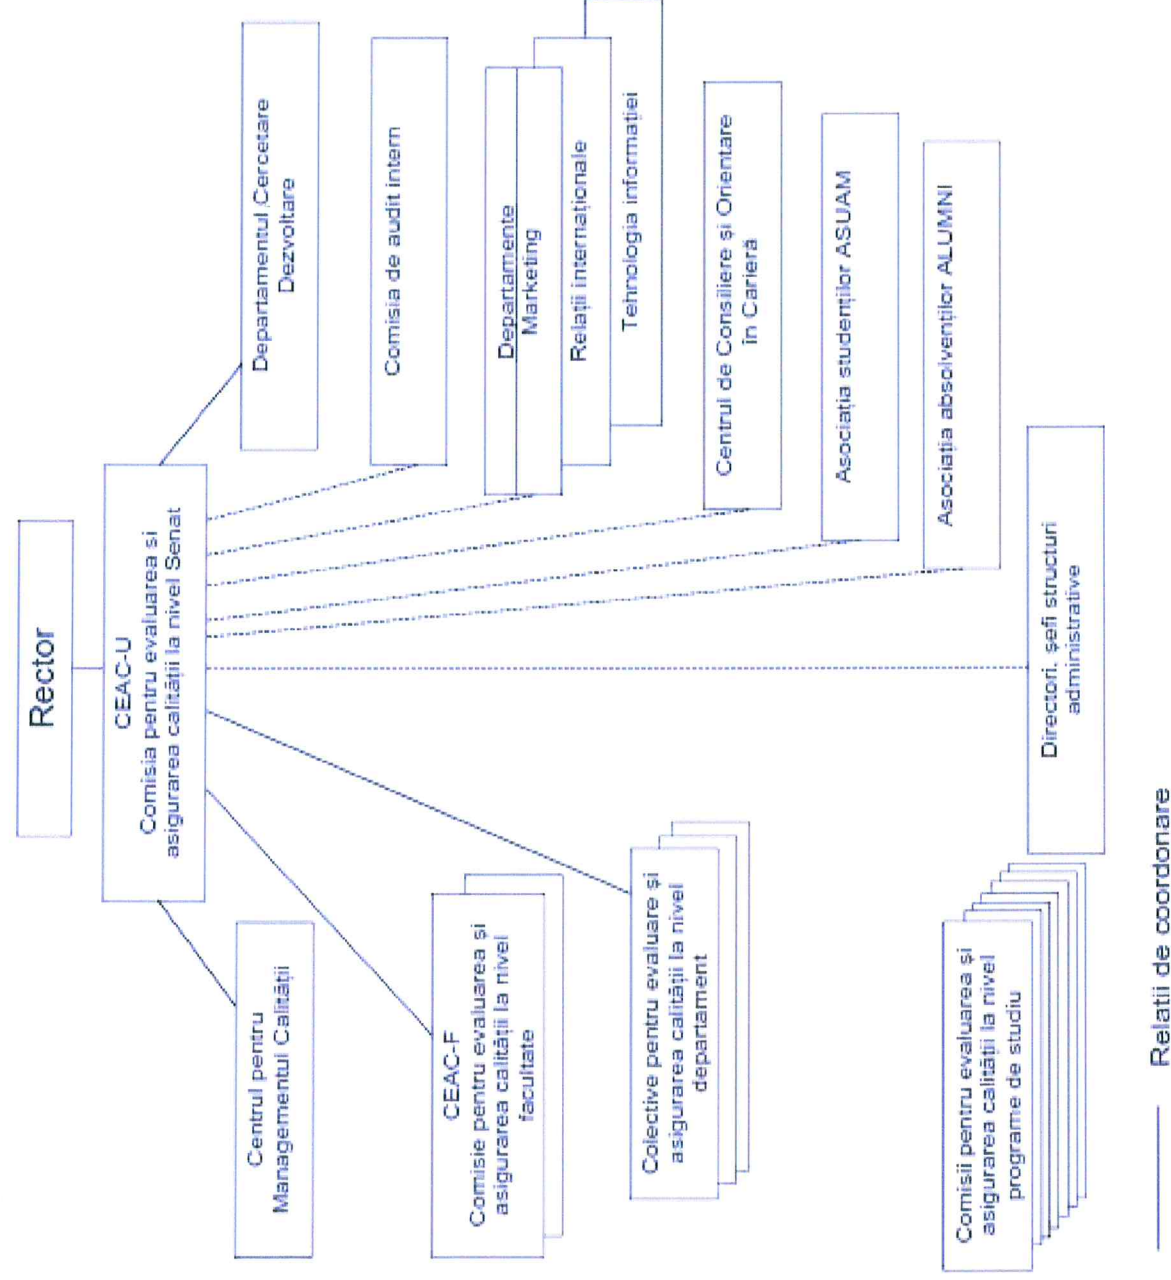 Rector
CEAC-U
Comisia pentru evaluarea si
asigurarea calității la nivel Senat
Centrul pentru
Managementul Calității
Departamentul Cercetare
Dezvoltare
CEAC-F
Comisie pentru evaluarea și
asigurarea calității la nivel
facultate
Comisia de audit intern
Departamente
Marketing
Relații internaționale
Tehnologia informației
Colective pentru evaluare și
asigurarea calității la nivel
departament
Centrul de Consiliere și Orientare
în Carieră
Asociația studenților ASUAM
Asociația absolvenților ALUMNI
Comisii pentru evaluarea și
asigurarea calității la nivel
programe de studiu
Directori, șefi structuri
administrative
Relatii de coordonare